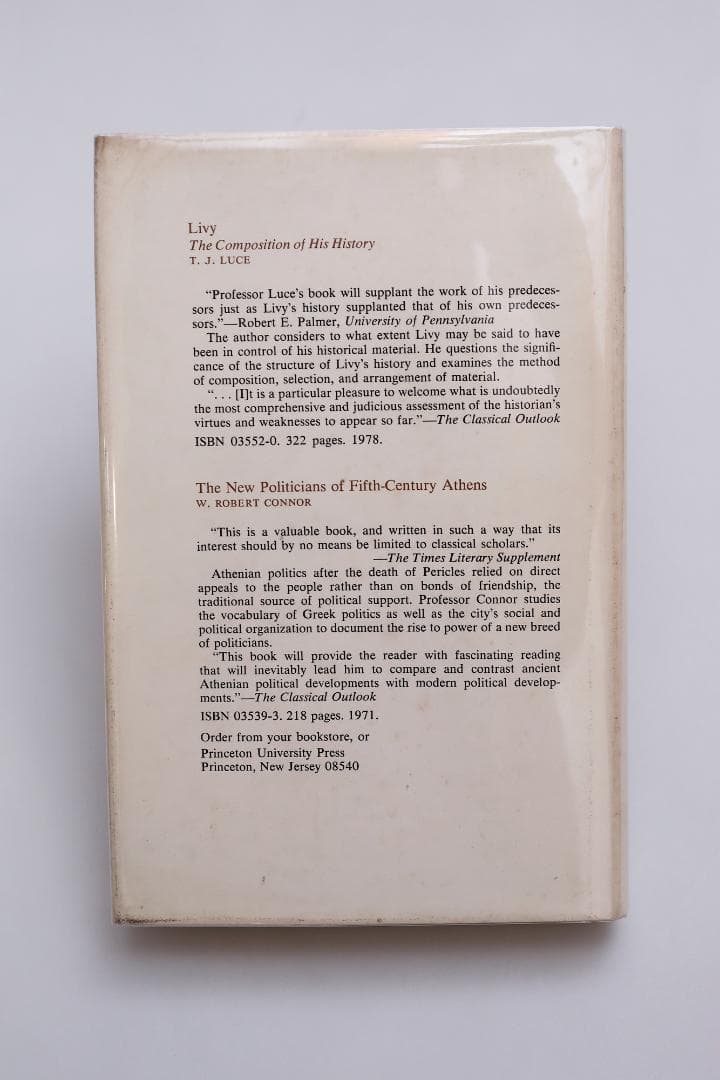 Livy
The Composition of His History
T. J. LUCE
“Professor Luce’s book will supplant the work of his predeces-
sors just as Livy’s history supplanted that of his own predeces-
sors.”—Robert E. Palmer, University of Pennsylvania
The author considers to what extent Livy may be said to have
been in control of his historical material. He questions the signifi-
cance of the structure of Livy’s history and examines the method
of composition, selection, and arrangement of material.
“. . . [I]t is a particular pleasure to welcome what is undoubtedly
the most comprehensive and judicious assessment of the historian’s
virtues and weaknesses to appear so far.”—The Classical Outlook
ISBN 03552-0. 322 pages. 1978.
The New Politicians of Fifth-Century Athens
W. ROBERT CONNOR
“This is a valuable book, and written in such a way that its
interest should by no means be limited to classical scholars.”
—The Times Literary Supplement
Athenian politics after the death of Pericles relied on direct
appeals to the people rather than on bonds of friendship, the
traditional source of political support. Professor Connor studies
the vocabulary of Greek politics as well as the city’s social and
political organization to document the rise to power of a new breed
of politicians.
“This book will provide the reader with fascinating reading
that will inevitably lead him to compare and contrast ancient
Athenian political developments with modern political develop-
ments.”—The Classical Outlook
ISBN 03539-3. 218 pages. 1971.
Order from your bookstore, or
Princeton University Press
Princeton, New Jersey 08540